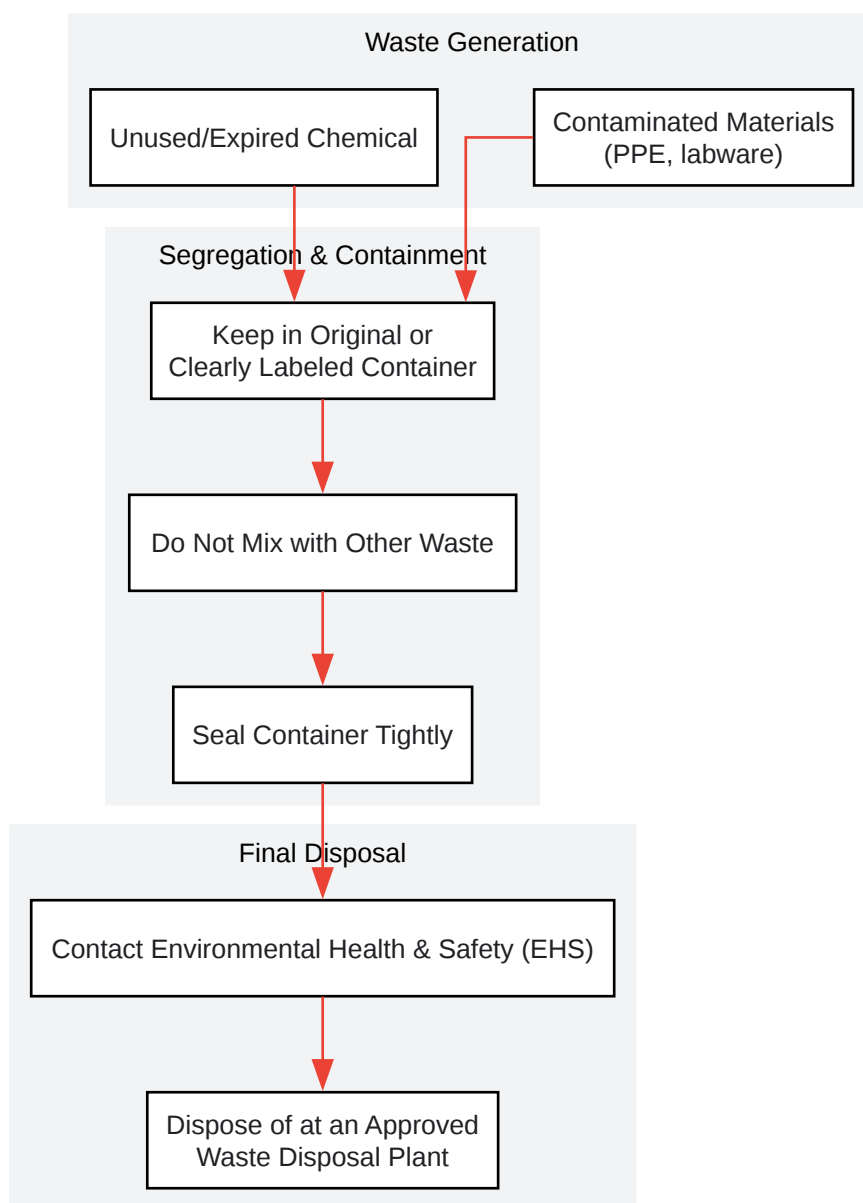 Waste Generation
Unused/Expired Chemical
Contaminated Materials
(PPE, labware)
Segregation & Containment
Keep in Original or
Clearly Labeled Container
Do Not Mix with Other Waste
Seal Container Tightly
Final Disposal
Contact Environmental Health & Safety (EHS)
Dispose of at an Approved
Waste Disposal Plant